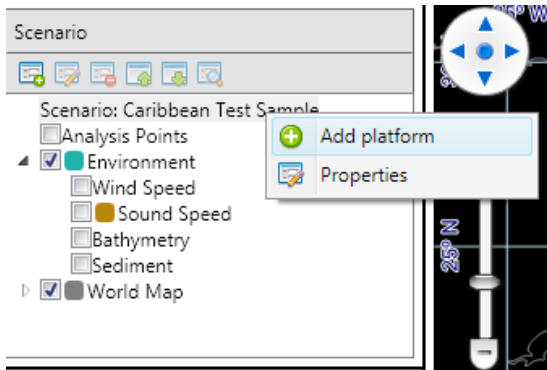 Scenario
Scenario: Caribbean Test Sample
Analysis Points
Environment
Wind Speed
Sound Speed
Bathymetry
Sediment
World Map
Add platform
Properties
25º N